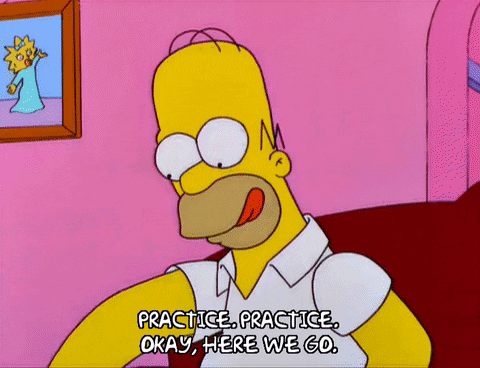 PRACTICE. PRACTICE.
OKAY, HERE WE GO.